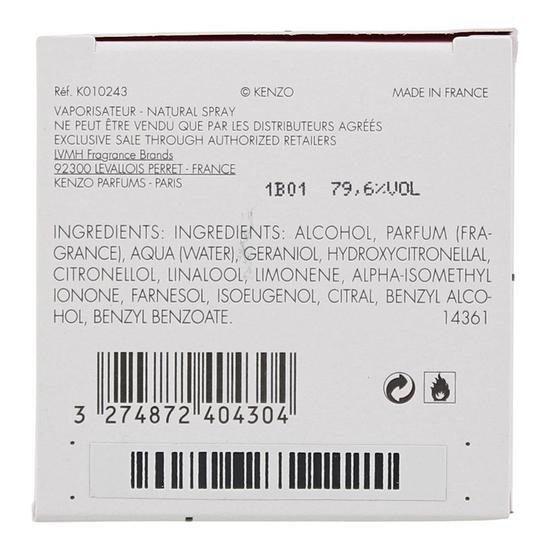 Réf. K010243 © KENZO MADE IN FRANCE
VAPORISATEUR - NATURAL SPRAY
NE PEUT ÊTRE VENDU QUE PAR LES DISTRIBUTEURS AGRÉÉS
EXCLUSIVE SALE THROUGH AUTHORIZED RETAILERS
LVMH Fragrance Brands
92300 LEVALLOIS PERRET - FRANCE
KENZO PARFUMS - PARIS
1B01 79,6%VOL
INGREDIENTS: INGREDIENTS: ALCOHOL, PARFUM (FRA-
GRANCE), AQUA (WATER), GERANIOL, HYDROXYCITRONELLAL,
CITRONELLOL, LINALOOL, LIMONENE, ALPHA-ISOMETHYL
IONONE, FARNESOL, ISOEUGENOL, CITRAL, BENZYL ALCO-
HOL, BENZYL BENZOATE. 14361
3 274872 404304